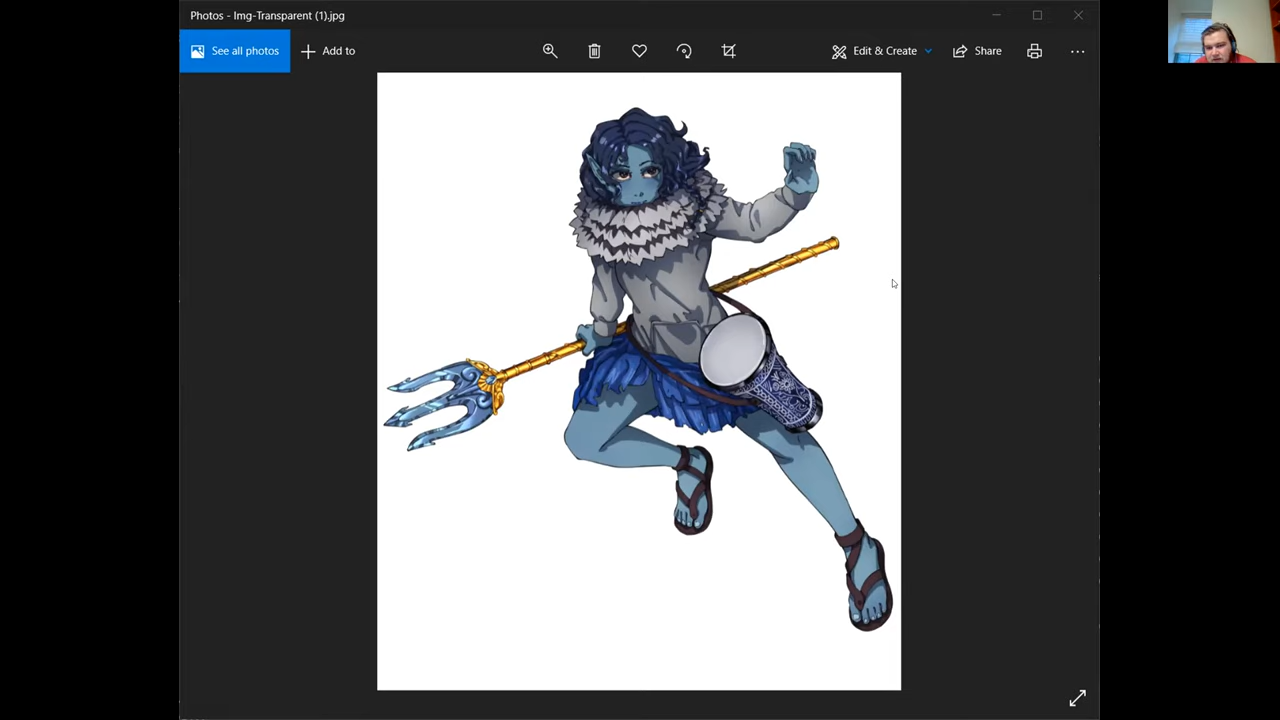 Photos - Img-Transparent (1).jpg
See all photos
Add to
Edit & Create
Share